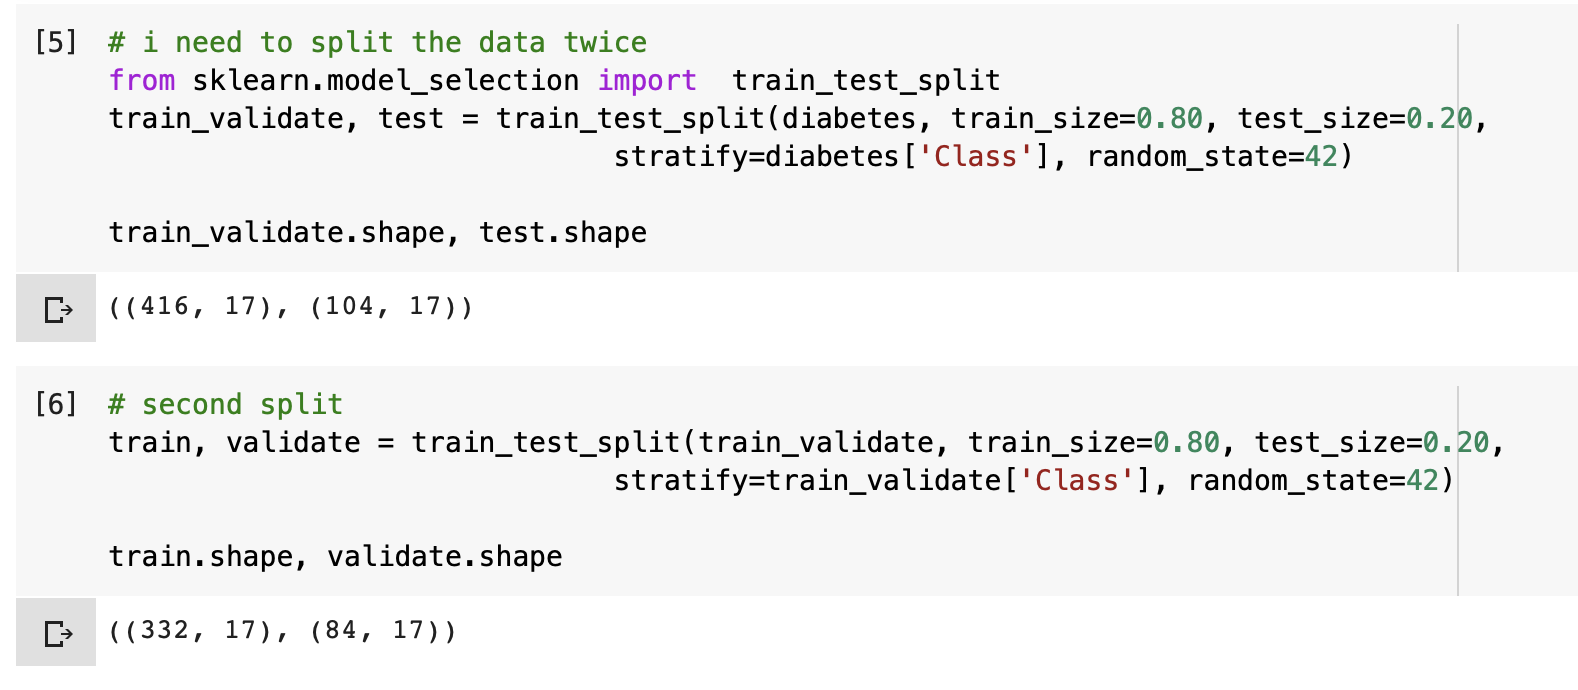 [5] # i need to split the data twice
from sklearn.model_selection import  train_test_split
train_validate, test = train_test_split(diabetes, train_size=0.80, test_size=0.20,
stratify=diabetes['Class'], random_state=42)
train_validate.shape, test.shape
((416, 17), (104, 17))
[6] # second split
train, validate = train_test_split(train_validate, train_size=0.80, test_size=0.20,
stratify=train_validate['Class'], random_state=42)
train.shape, validate.shape
((332, 17), (84, 17))